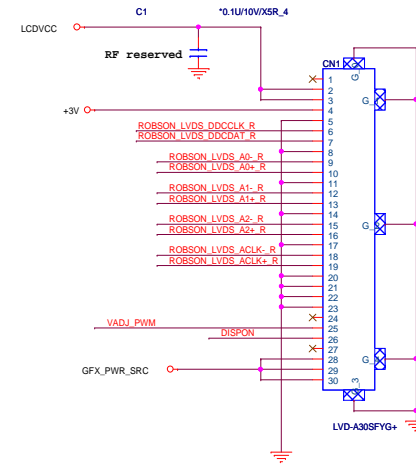 C1 *0.1U/10V/X5R_4
LCDVCC
RF reserved
CN1
G_
1
2
3
G_
+3V
4
5
ROBSON_LVDS_DDCCLK_R
6
ROBSON_LVDS_DDCDAT_R
7
8
ROBSON_LVDS_A0-_R
9
ROBSON_LVDS_A0+_R
10
11
ROBSON_LVDS_A1-_R
12
ROBSON_LVDS_A1+_R
13
14
ROBSON_LVDS_A2-_R
15
G_
ROBSON_LVDS_A2+_R
16
17
ROBSON_LVDS_ACLK-_R
18
ROBSON_LVDS_ACLK+_R
19
20
21
22
23
24
VADJ_PWM
25
DISPON
26
27
28
G_
GFX_PWR_SRC
29
30
_3
LVD-A30SFYG+